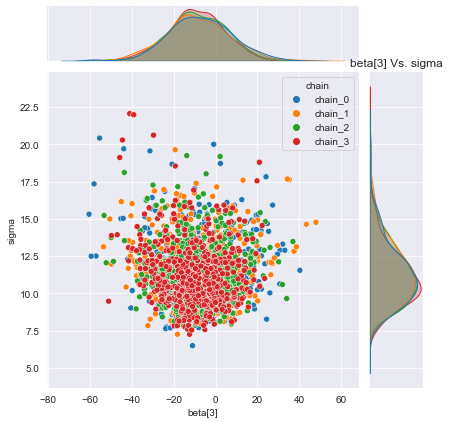 beta[3] Vs. sigma
chain
chain_0
chain_1
chain_2
chain_3
22.5
20.0
17.5
15.0
12.5
10.0
7.5
5.0
sigma
−80 −60 −40 −20 0 20 40 60
beta[3]